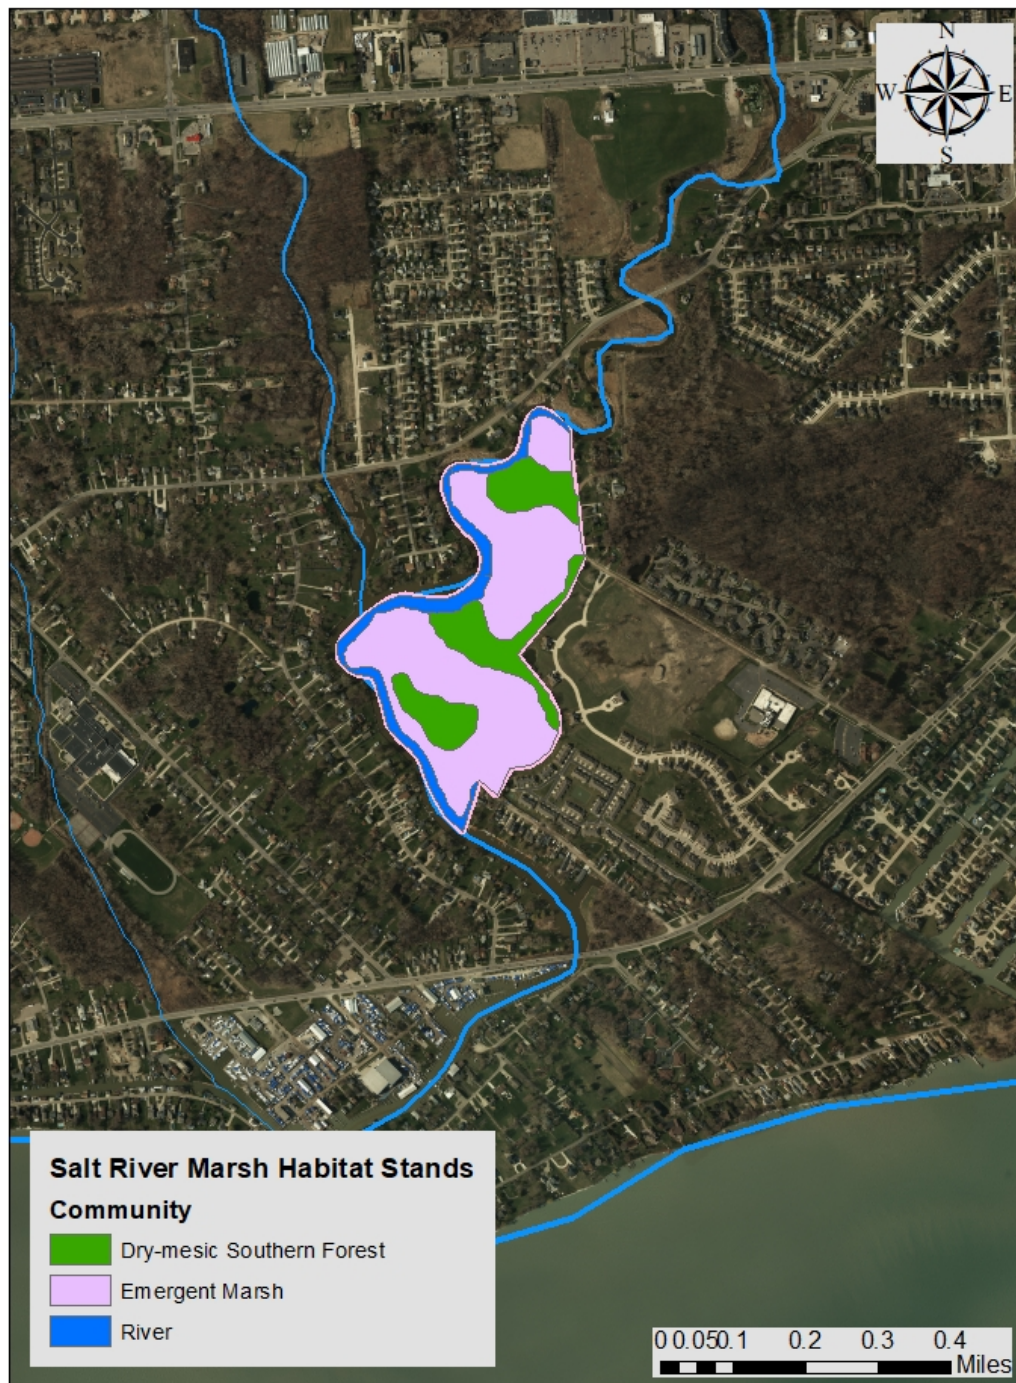 N
W E
S
Salt River Marsh Habitat Stands
Community
Dry-mesic Southern Forest
Emergent Marsh
River
0 0.05 0.1 0.2 0.3 0.4
Miles